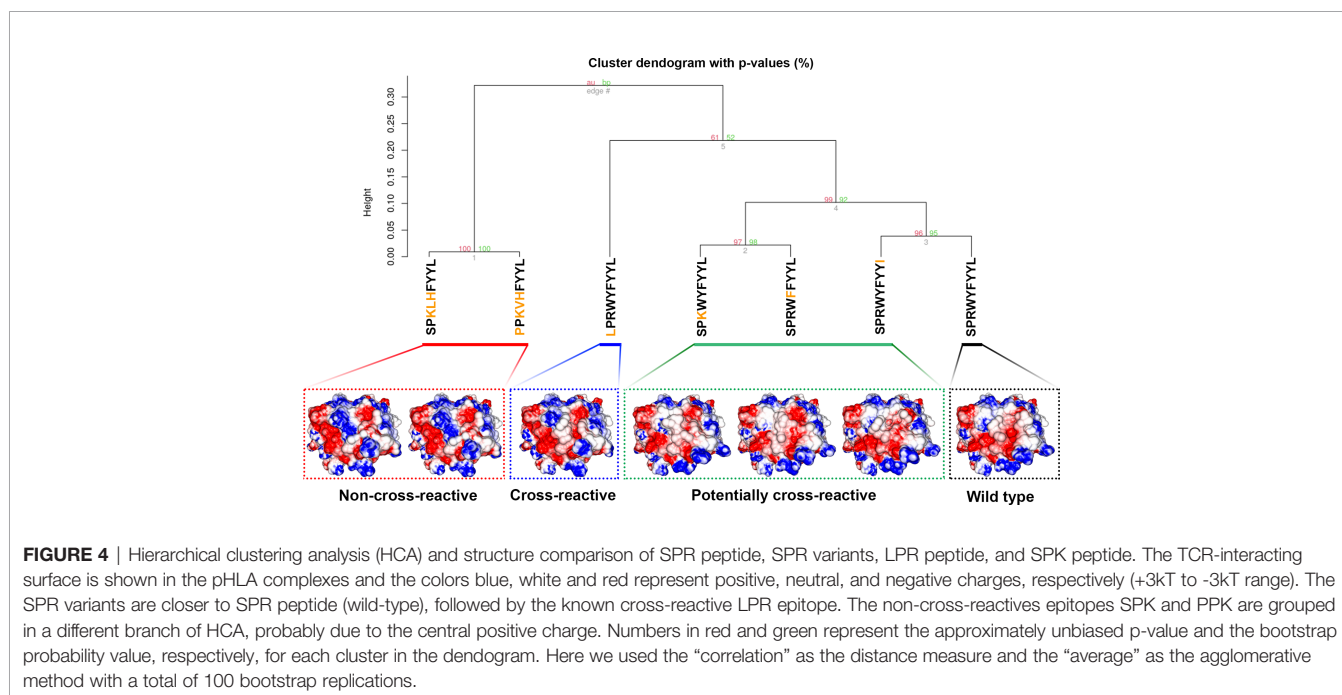 Cluster dendogram with p-values (%)
au bp
edge #
0.30
0.25
0.20
0.15
0.10
0.05
0.00
Height
61 52
5
99 92
4
100 100
1
97 98
2
96 95
3
SPKLHFYYL
PPKVHFYYL
LPRWYFYYL
SPKWYFYYL
SPRWFFYYL
SPRWYFYYI
SPRWYFYYL
Non-cross-reactive
Cross-reactive
Potentially cross-reactive
Wild type
FIGURE 4 | Hierarchical clustering analysis (HCA) and structure comparison of SPR peptide, SPR variants, LPR peptide, and SPK peptide. The TCR-interacting
surface is shown in the pHLA complexes and the colors blue, white and red represent positive, neutral, and negative charges, respectively (+3kT to -3kT range). The
SPR variants are closer to SPR peptide (wild-type), followed by the known cross-reactive LPR epitope. The non-cross-reactives epitopes SPK and PPK are grouped
in a different branch of HCA, probably due to the central positive charge. Numbers in red and green represent the approximately unbiased p-value and the bootstrap
probability value, respectively, for each cluster in the dendogram. Here we used the “correlation” as the distance measure and the “average” as the agglomerative
method with a total of 100 bootstrap replications.